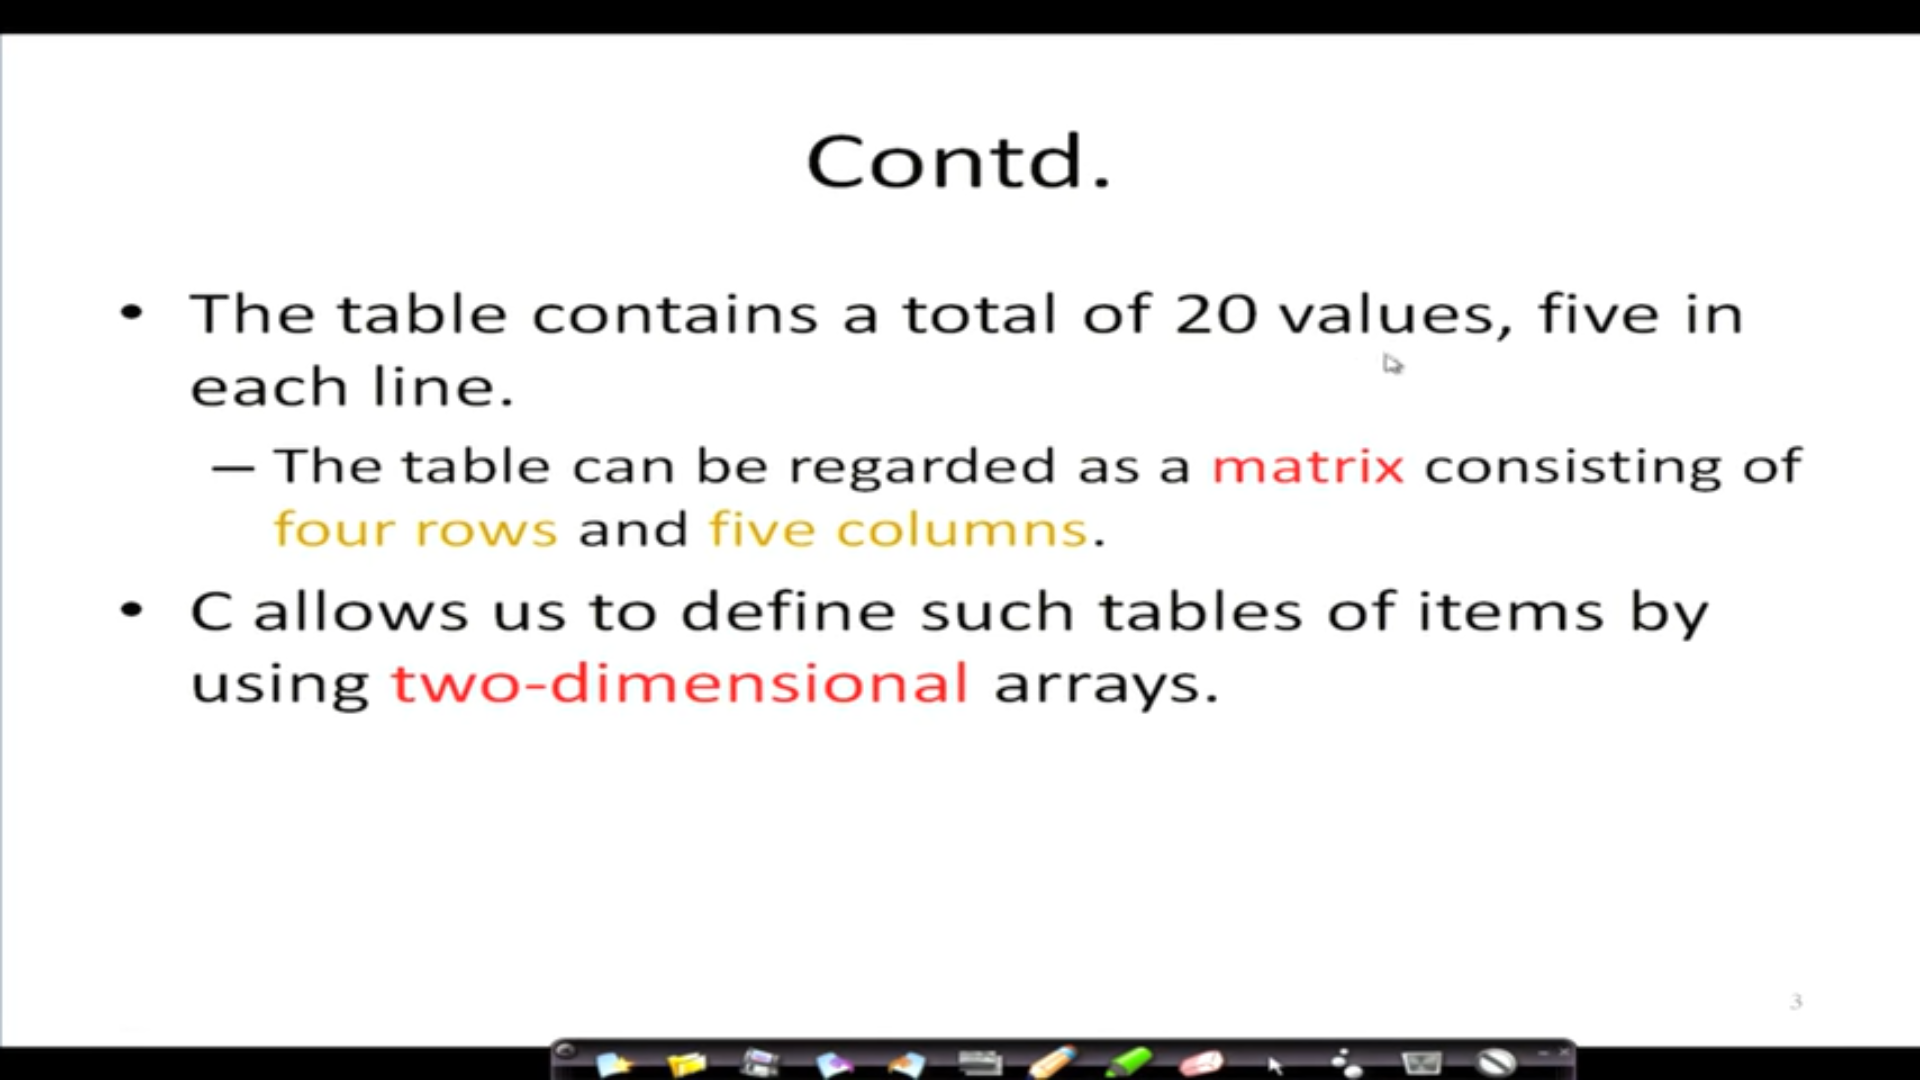 Contd.
• The table contains a total of 20 values, five in
each line.
– The table can be regarded as a matrix consisting of
four rows and five columns.
• C allows us to define such tables of items by
using two-dimensional arrays.
3